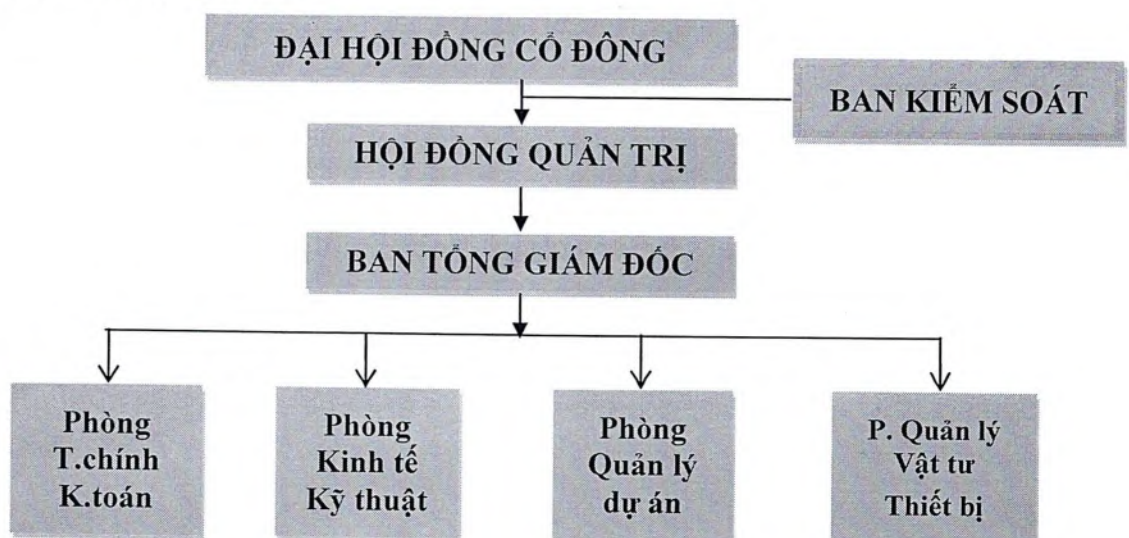 ĐẠI HỘI ĐỒNG CỔ ĐÔNG
BAN KIỂM SOÁT
HỘI ĐỒNG QUẢN TRỊ
BAN TỔNG GIÁM ĐỐC
Phòng
T.chính
K.toán
Phòng
Kinh tế
Kỹ thuật
Phòng
Quản lý
dự án
P. Quản lý
Vật tư
Thiết bị